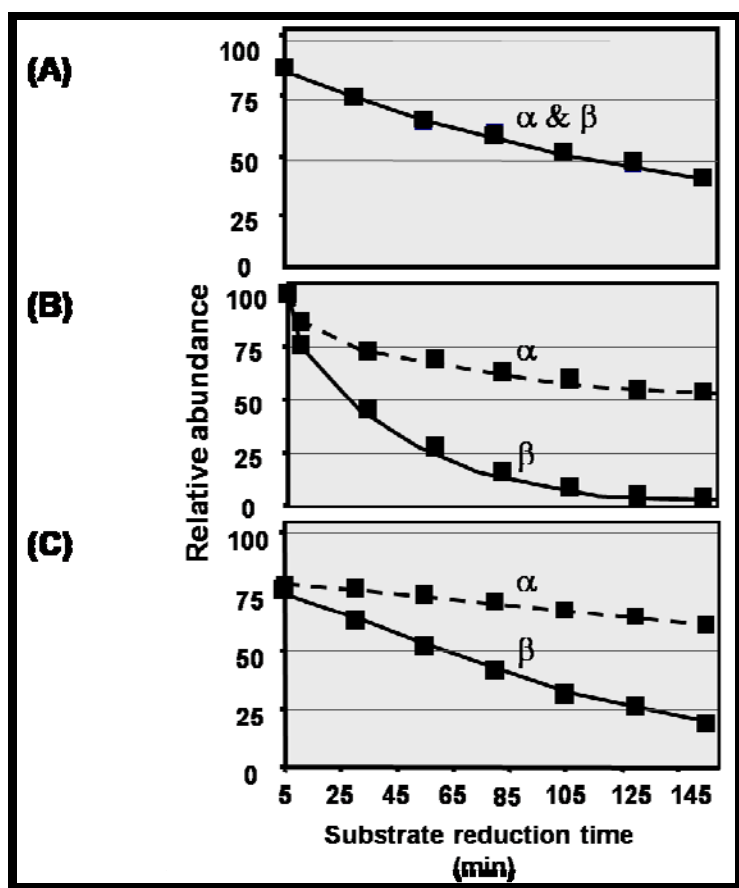 (A)
100
75
50
25
0
α & β
(B)
100
75
50
25
0
α
β
Relative abundance
(C)
100
75
50
25
0
α
β
5 25 45 65 85 105 125 145
Substrate reduction time
(min)